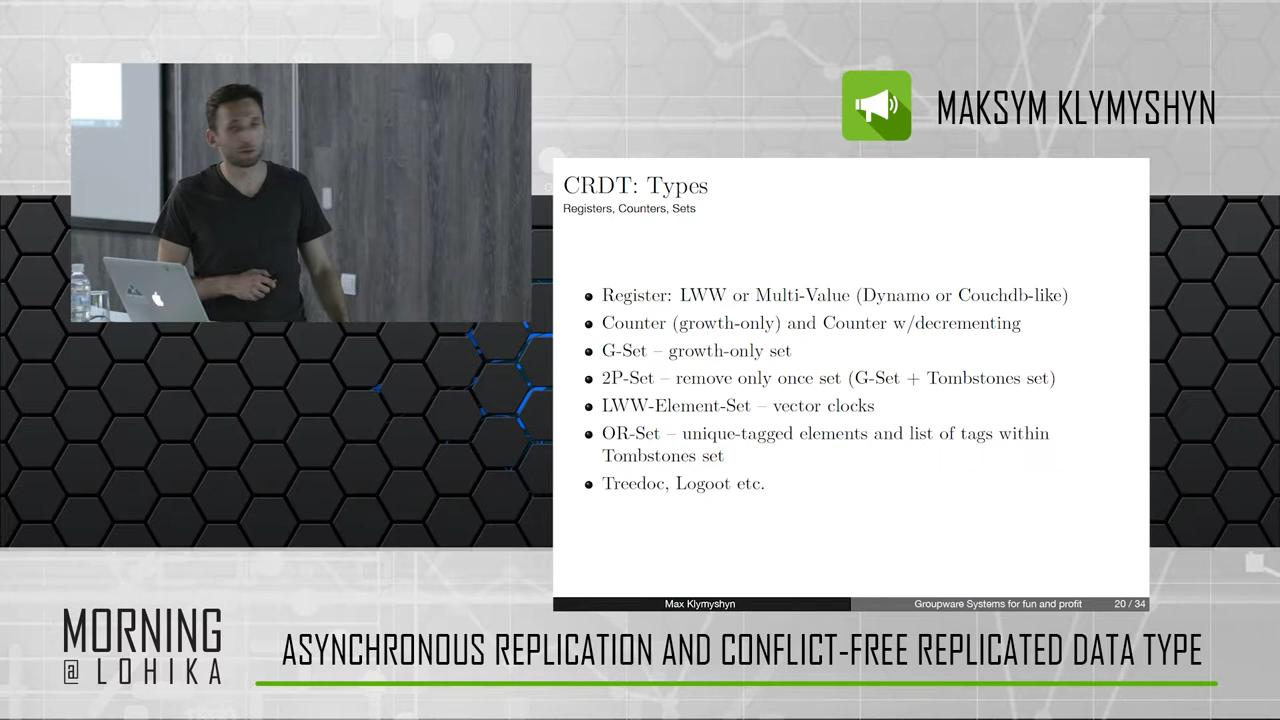 MAKSYM KLYMYSHYN
CRDT: Types
Registers, Counters, Sets
Register: LWW or Multi-Value (Dynamo or Couchdb-like)
Counter (growth-only) and Counter w/decrementing
G-Set – growth-only set
2P-Set – remove only once set (G-Set + Tombstones set)
LWW-Element-Set – vector clocks
OR-Set – unique-tagged elements and list of tags within
Tombstones set
Treedoc, Logoot etc.
Max Klymyshyn
Groupware Systems for fun and profit
20 / 34
MORNING
@ LOHIKA
ASYNCHRONOUS REPLICATION AND CONFLICT-FREE REPLICATED DATA TYPE